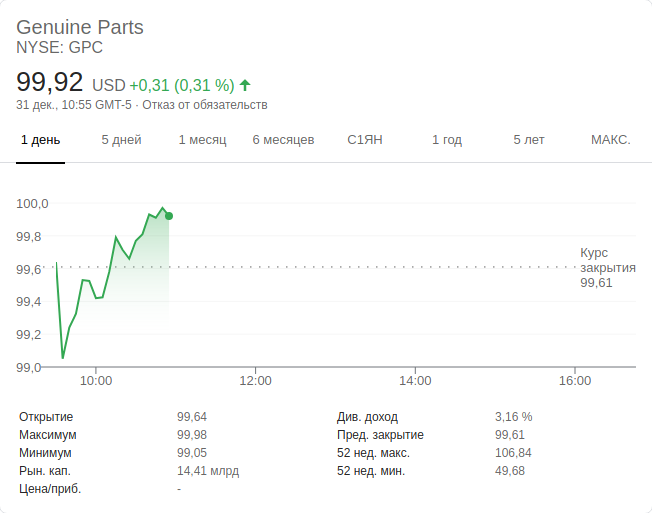 Genuine Parts
NYSE: GPC
99,92 USD +0,31 (0,31 %)
31 дек., 10:55 GMT-5 · Отказ от обязательств
1 день 5 дней 1 месяц 6 месяцев С1ЯН 1 год 5 лет МАКС.
100,0
99,8
99,6
99,4
99,2
99,0
Курс
закрытия
99,61
10:00 12:00 14:00 16:00
Открытие 99,64 Див. доход 3,16 %
Максимум 99,98 Пред. закрытие 99,61
Минимум 99,05 52 нед. макс. 106,84
Рын. кап. 14,41 млрд 52 нед. мин. 49,68
Цена/приб. -